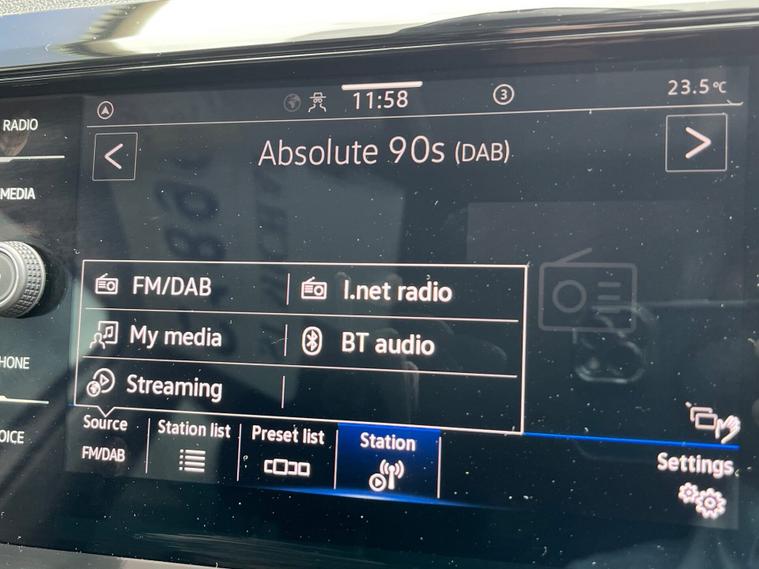 RADIO
MEDIA
HONE
OICE
11:58
3
23.5°C
Absolute 90s (DAB)
FM/DAB
I.net radio
My media
BT audio
Streaming
Source
FM/DAB
Station list
Preset list
Station
Settings